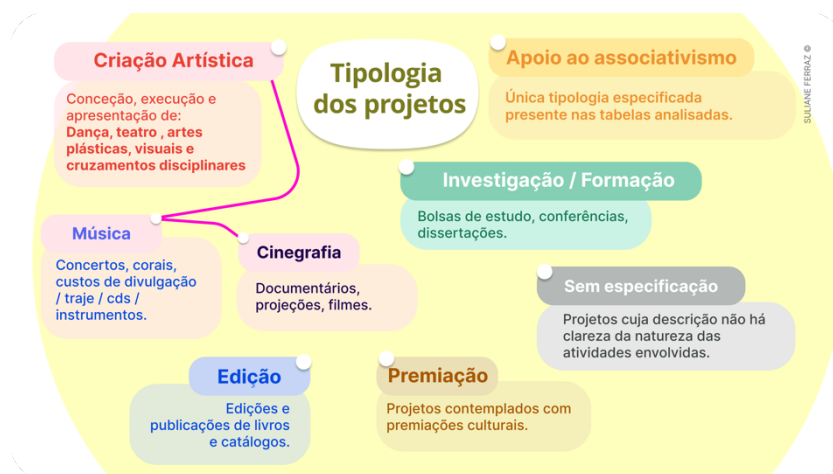 Tipologia
dos projetos
Criação Artística
Conceção, execução e
apresentação de:
Dança, teatro , artes
plásticas, visuais e
cruzamentos disciplinares
Apoio ao associativismo
Única tipologia especificada
presente nas tabelas analisadas.
SULIANE FERRAZ ©
Investigação / Formação
Bolsas de estudo, conferências,
dissertações.
Música
Concertos, corais,
custos de divulgação
/ traje / cds /
instrumentos.
Cinegrafia
Documentários,
projeções, filmes.
Sem especificação
Projetos cuja descrição não há
clareza da natureza das
atividades envolvidas.
Edição
Edições e
publicações de livros
e catálogos.
Premiação
Projetos contemplados com
premiações culturais.